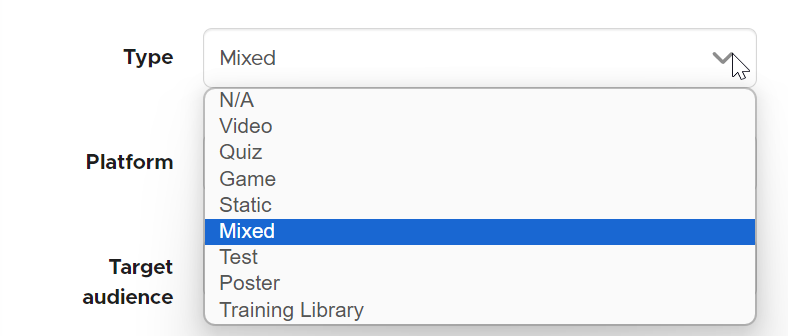 Type
Mixed
N/A
Video
Quiz
Game
Static
Mixed
Test
Poster
Training Library
Platform
Target
audience